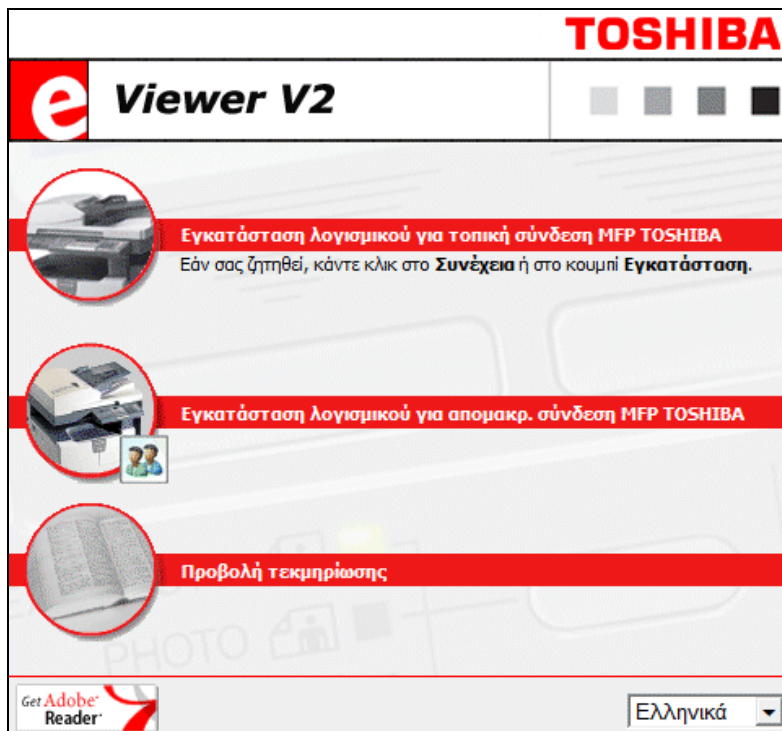 TOSHIBA
e Viewer V2
Εγκατάσταση λογισμικού για τοπική σύνδεση MFP TOSHIBA
Εάν σας ζητηθεί, κάντε κλικ στο Συνέχεια ή στο κουμπί Εγκατάσταση.
Εγκατάσταση λογισμικού για απομακρ. σύνδεση MFP TOSHIBA
Προβολή τεκμηρίωσης
PHOTO
Get Adobe
Reader
Ελληνικά